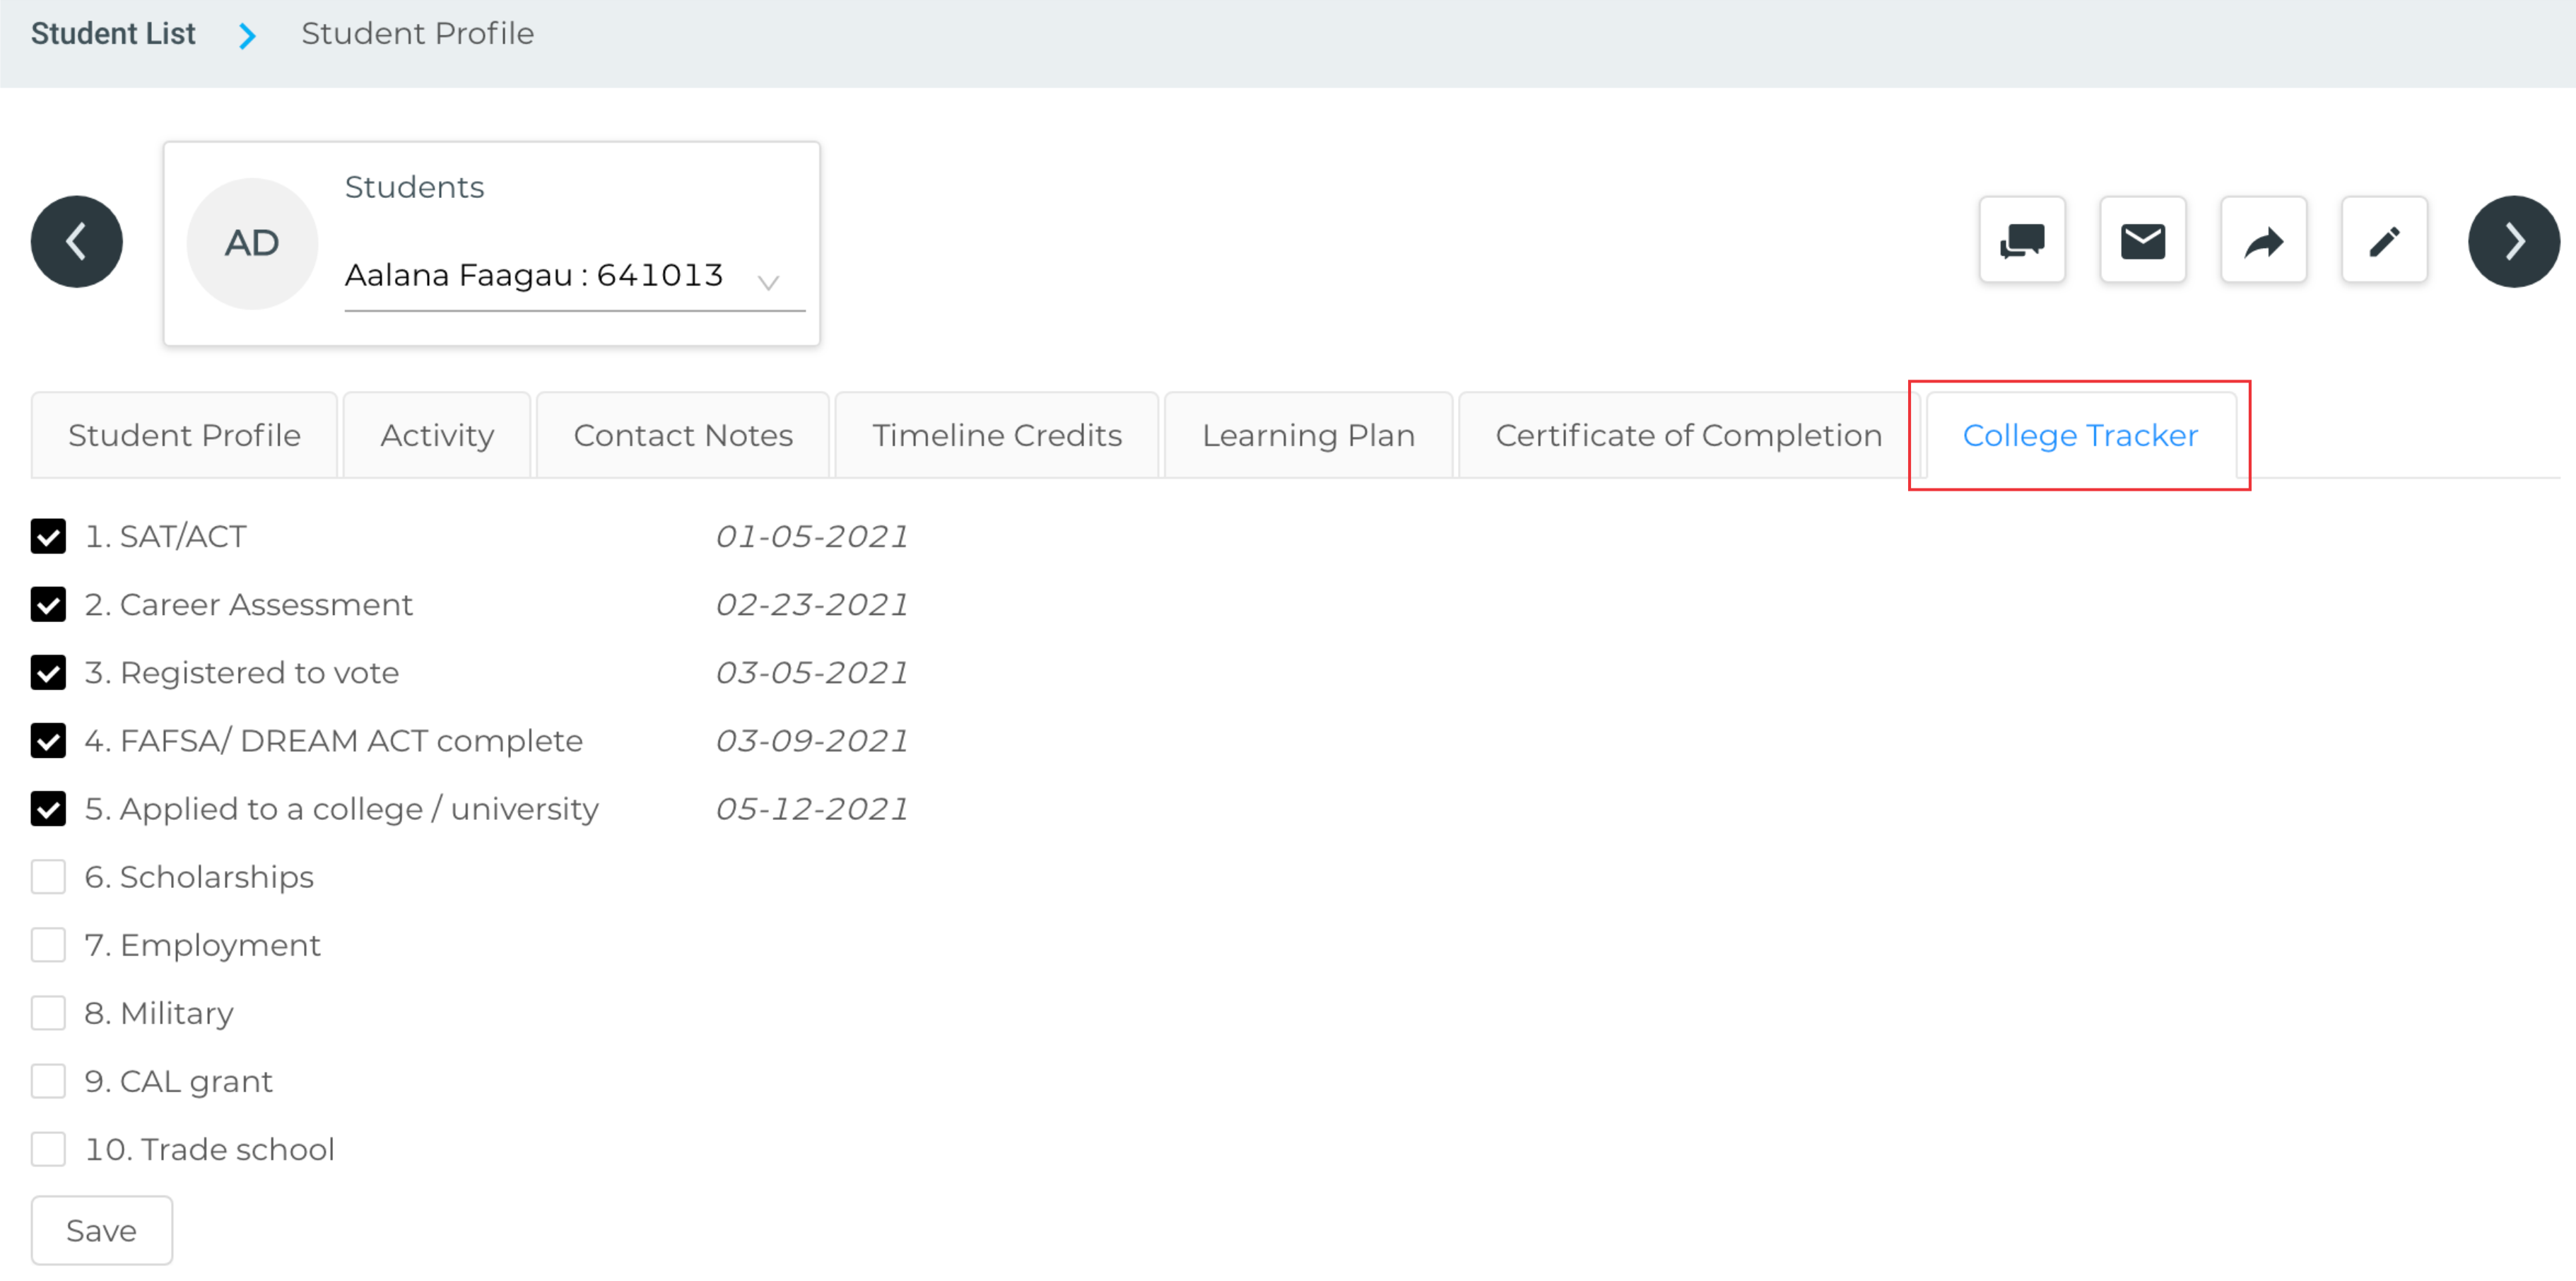 Student List Student Profile
Students
AD
Aalana Faagau : 641013
Student Profile Activity Contact Notes Timeline Credits Learning Plan Certificate of Completion College Tracker
1. SAT/ACT 01-05-2021
2. Career Assessment 02-23-2021
3. Registered to vote 03-05-2021
4. FAFSA/ DREAM ACT complete 03-09-2021
5. Applied to a college / university 05-12-2021
6. Scholarships
7. Employment
8. Military
9. CAL grant
10. Trade school
Save